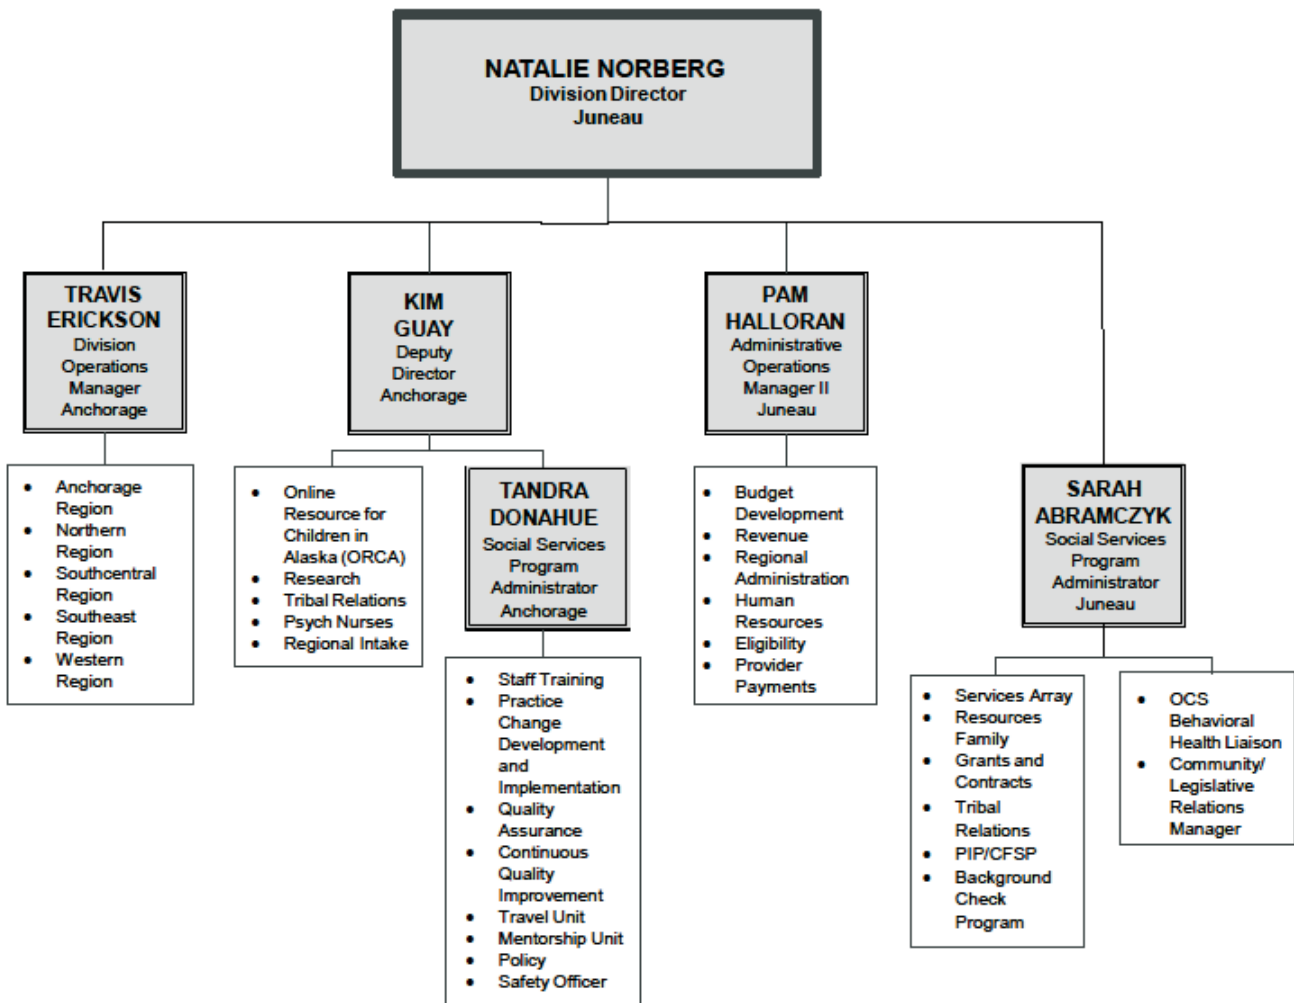 NATALIE NORBERG
Division Director
Juneau
TRAVIS
ERICKSON
Division
Operations
Manager
Anchorage
• Anchorage
Region
• Northern
Region
• Southcentral
Region
• Southeast
Region
• Western
Region
KIM
GUAY
Deputy
Director
Anchorage
• Online
Resource for
Children in
Alaska (ORCA)
• Research
• Tribal Relations
• Psych Nurses
• Regional Intake
TANDRA
DONAHUE
Social Services
Program
Administrator
Anchorage
• Staff Training
• Practice
Change
Development
and
Implementation
• Quality
Assurance
• Continuous
Quality
Improvement
• Travel Unit
• Mentorship Unit
• Policy
• Safety Officer
PAM
HALLORAN
Administrative
Operations
Manager II
Juneau
• Budget
Development
• Revenue
• Regional
Administration
• Human
Resources
• Eligibility
• Provider
Payments
SARAH
ABRAMCZYK
Social Services
Program
Administrator
Juneau
• Services Array
• Resources
Family
• Grants and
Contracts
• Tribal
Relations
• PIP/CFSP
• Background
Check
Program
• OCS
Behavioral
Health Liaison
• Community/
Legislative
Relations
Manager